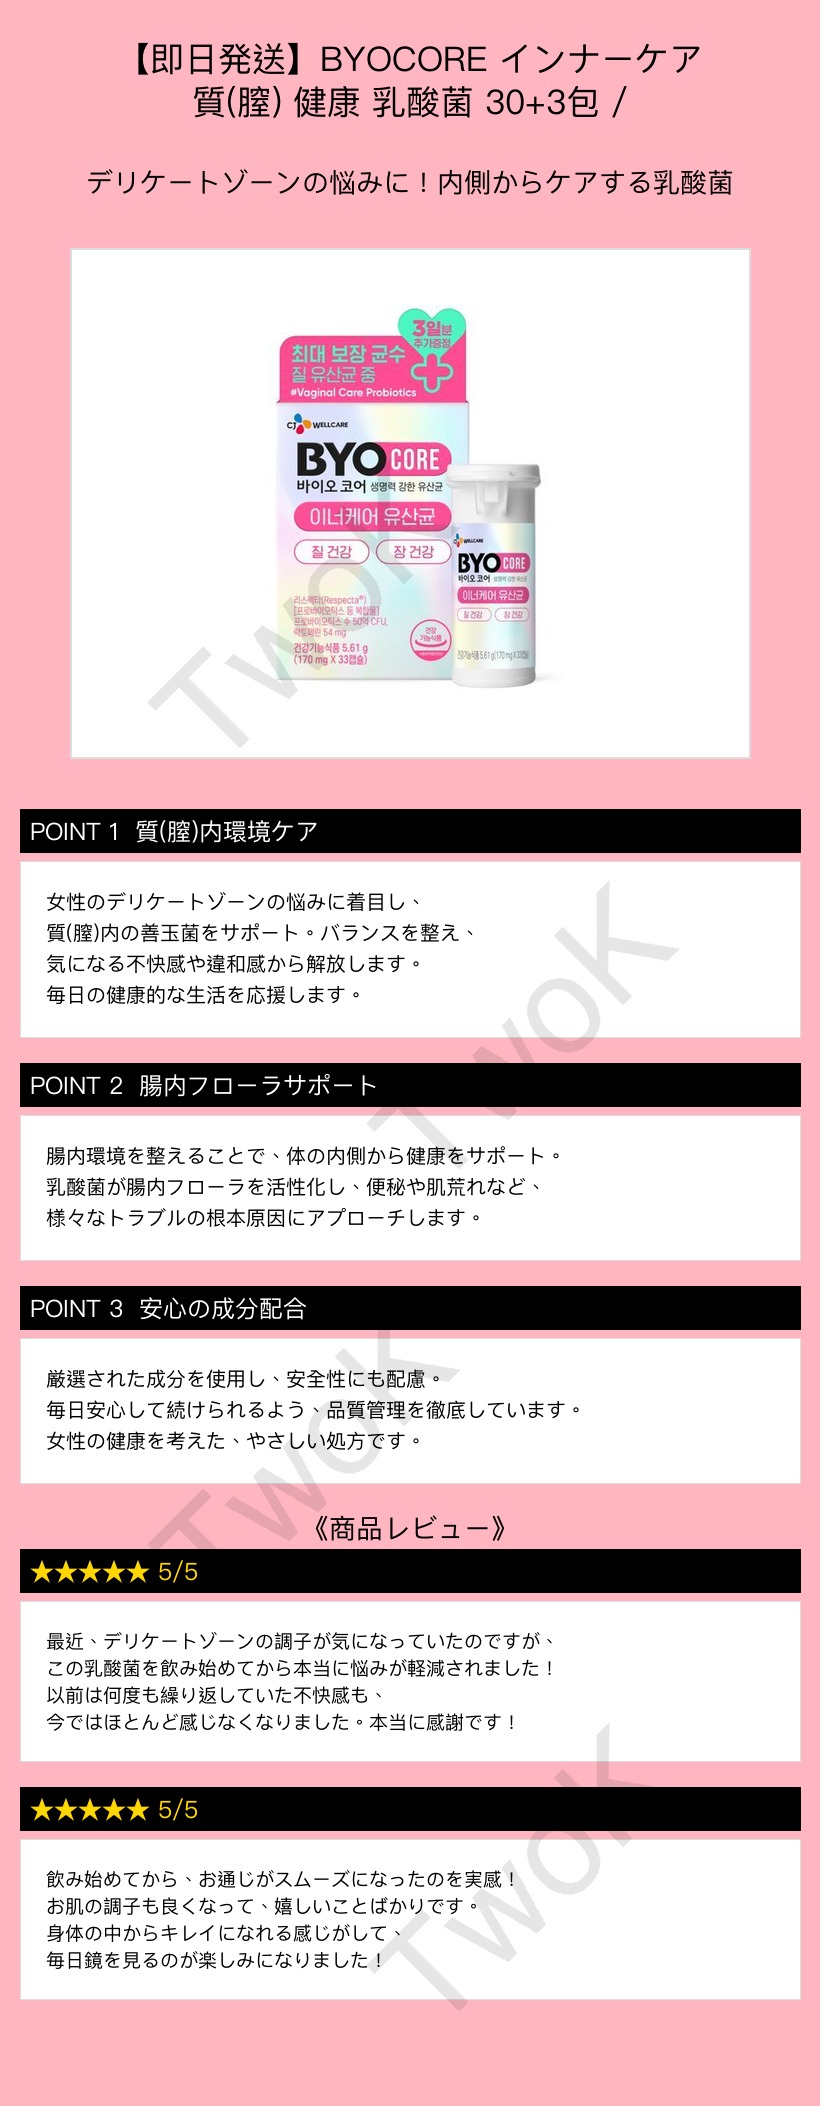 【即日発送】BYOCORE インナーケア
質(膣) 健康 乳酸菌 30+3包 /
デリケートゾーンの悩みに！内側からケアする乳酸菌
3일분
추가증정
최대 보장 균수
질 유산균 중
#Vaginal Care Probiotics
CJ WELLCARE
BYO CORE
바이오 코어 생명력 강한 유산균
이너케어 유산균
질 건강 장 건강
리스펙타(Respecta®)
[프로바이오틱스 등 복합물]
프로바이오틱스 수 50억 CFU,
락토페린 54 mg
건강기능식품 5.61 g
(170 mg X 33캡슐)
건강
기능식품
CJ WELLCARE
BYO CORE
바이오 코어 생명력 강한 유산균
이너케어 유산균
질 건강 장 건강
건강기능식품 5.61 g(170 mg X 33캡슐)
TwoK
POINT 1 質(膣)内環境ケア
女性のデリケートゾーンの悩みに着目し、
質(膣)内の善玉菌をサポート。バランスを整え、
気になる不快感や違和感から解放します。
毎日の健康的な生活を応援します。
TwoK
POINT 2 腸内フローラサポート
腸内環境を整えることで、体の内側から健康をサポート。
乳酸菌が腸内フローラを活性化し、便秘や肌荒れなど、
様々なトラブルの根本原因にアプローチします。
POINT 3 安心の成分配合
厳選された成分を使用し、安全性にも配慮。
毎日安心して続けられるよう、品質管理を徹底しています。
女性の健康を考えた、やさしい処方です。
TwoK
《商品レビュー》
★★★★★ 5/5
最近、デリケートゾーンの調子が気になっていたのですが、
この乳酸菌を飲み始めてから本当に悩みが軽減されました！
以前は何度も繰り返していた不快感も、
今ではほとんど感じなくなりました。本当に感謝です！
★★★★★ 5/5
飲み始めてから、お通じがスムーズになったのを実感！
お肌の調子も良くなって、嬉しいことばかりです。
身体の中からキレイになれる感じがして、
毎日鏡を見るのが楽しみになりました！
TwoK